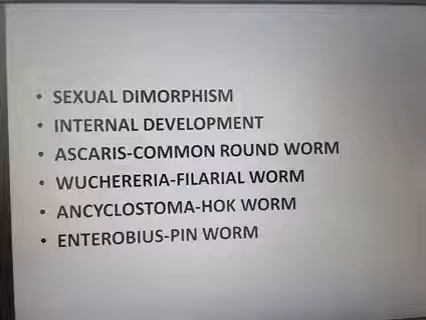 • SEXUAL DIMORPHISM
• INTERNAL DEVELOPMENT
• ASCARIS-COMMON ROUND WORM
• WUCHERERIA-FILARIAL WORM
• ANCYCLOSTOMA-HOK WORM
• ENTEROBIUS-PIN WORM